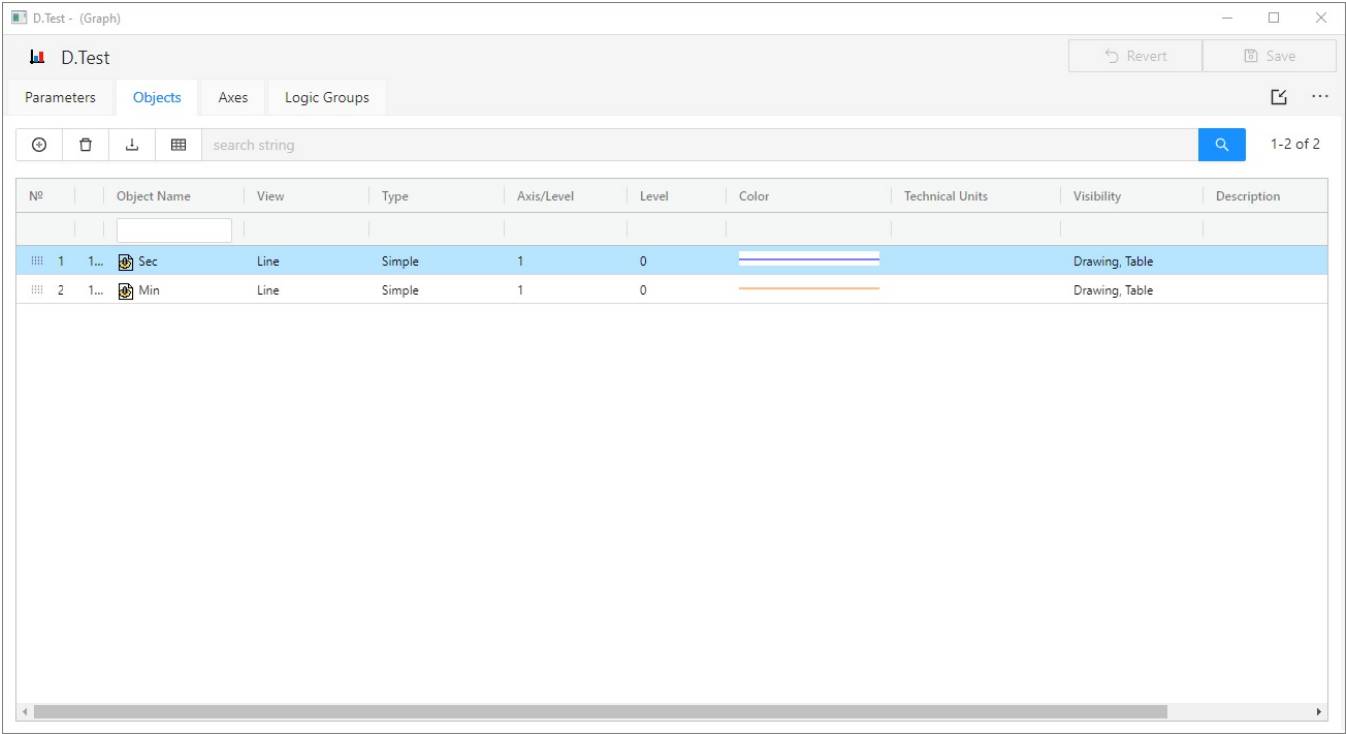 D.Test - (Graph)
D.Test
Revert
Save
Parameters
Objects
Axes
Logic Groups
...
search string
1-2 of 2
Nº Object Name View Type Axis/Level Level Color Technical Units Visibility Description
1 1... Sec Line Simple 1 0 Drawing, Table
2 1... Min Line Simple 1 0 Drawing, Table